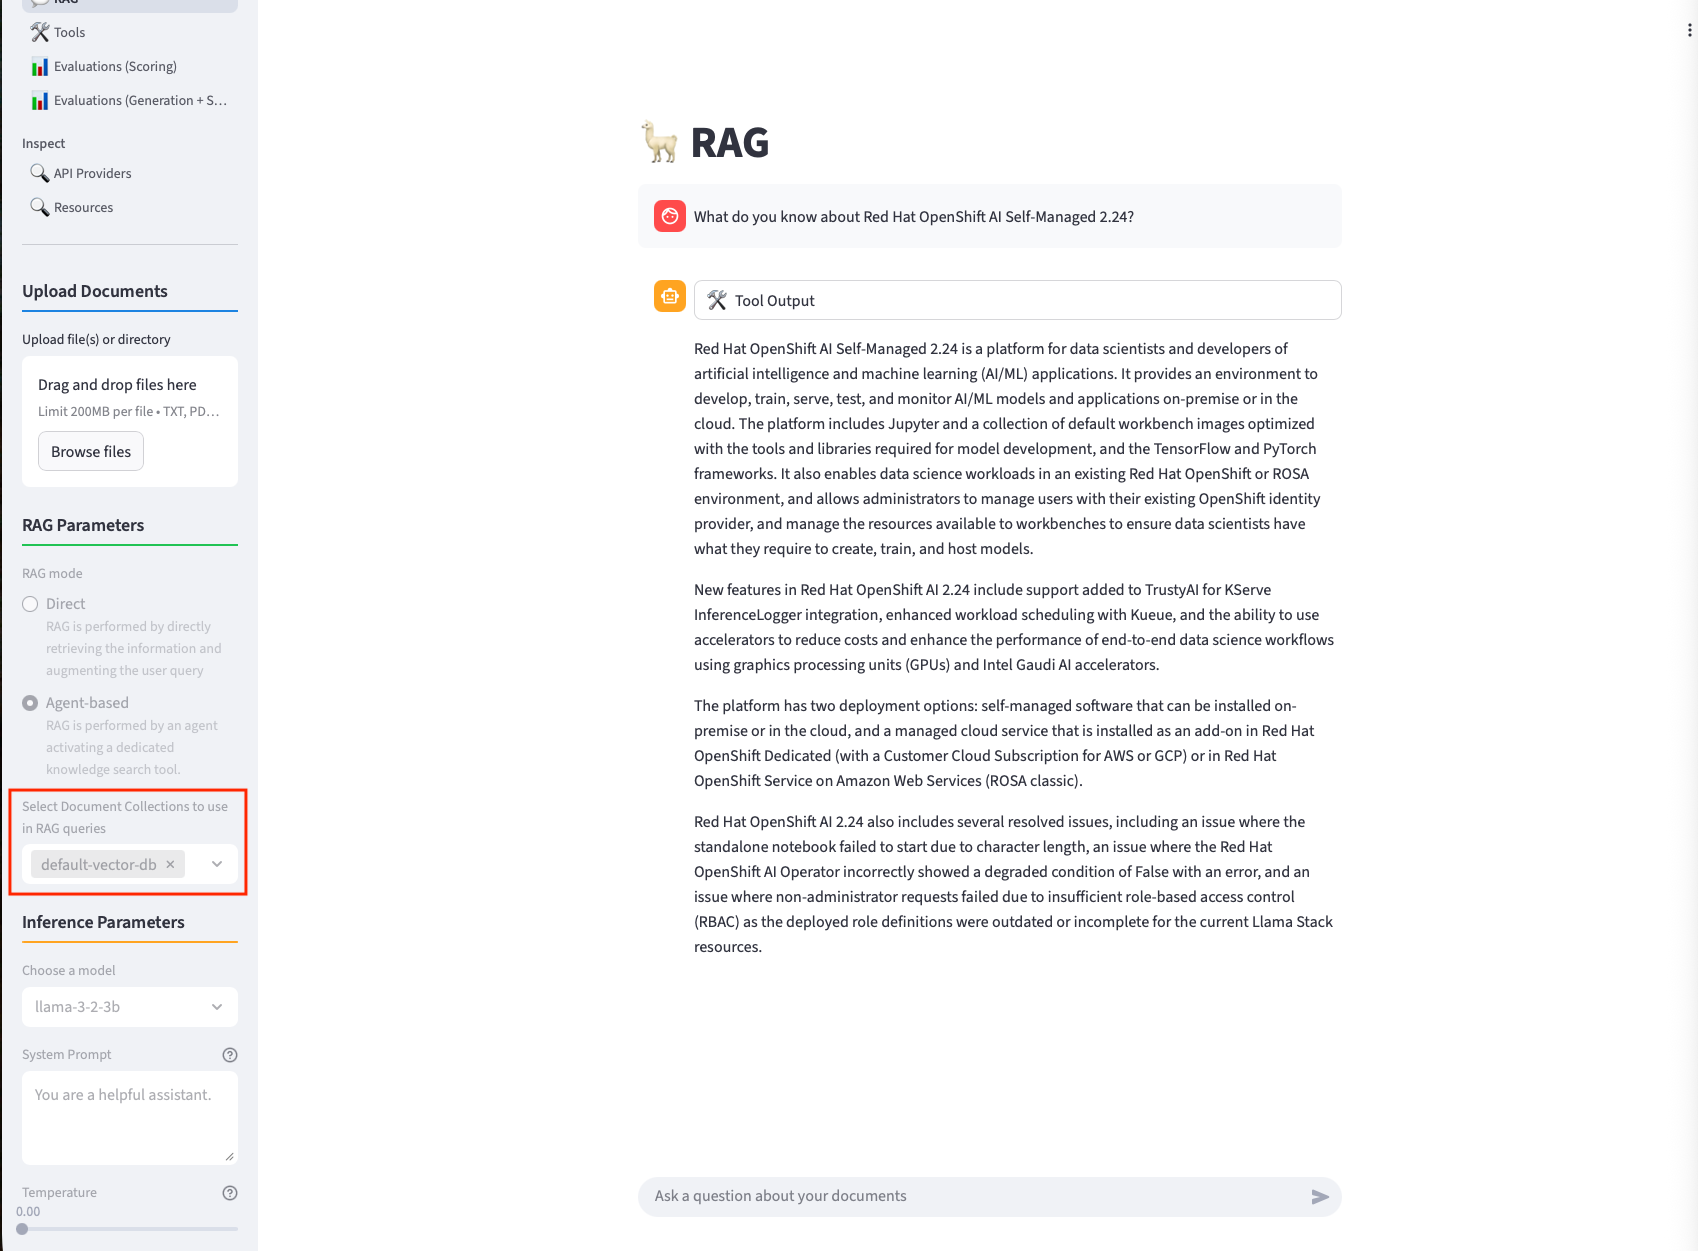 RAG
Tools
Evaluations (Scoring)
Evaluations (Generation + S...
Inspect
API Providers
Resources
Upload Documents
Upload file(s) or directory
Drag and drop files here
Limit 200MB per file • TXT, PD...
Browse files
RAG Parameters
RAG mode
Direct
RAG is performed by directly
retrieving the information and
augmenting the user query
Agent-based
RAG is performed by an agent
activating a dedicated
knowledge search tool.
Select Document Collections to use
in RAG queries
default-vector-db ×
Inference Parameters
Choose a model
llama-3-2-3b
System Prompt
You are a helpful assistant.
Temperature
0.00
RAG
What do you know about Red Hat OpenShift AI Self-Managed 2.24?
Tool Output
Red Hat OpenShift AI Self-Managed 2.24 is a platform for data scientists and developers of
artificial intelligence and machine learning (AI/ML) applications. It provides an environment to
develop, train, serve, test, and monitor AI/ML models and applications on-premise or in the
cloud. The platform includes Jupyter and a collection of default workbench images optimized
with the tools and libraries required for model development, and the TensorFlow and PyTorch
frameworks. It also enables data science workloads in an existing Red Hat OpenShift or ROSA
environment, and allows administrators to manage users with their existing OpenShift identity
provider, and manage the resources available to workbenches to ensure data scientists have
what they require to create, train, and host models.
New features in Red Hat OpenShift AI 2.24 include support added to TrustyAI for KServe
InferenceLogger integration, enhanced workload scheduling with Kueue, and the ability to use
accelerators to reduce costs and enhance the performance of end-to-end data science workflows
using graphics processing units (GPUs) and Intel Gaudi AI accelerators.
The platform has two deployment options: self-managed software that can be installed on-
premise or in the cloud, and a managed cloud service that is installed as an add-on in Red Hat
OpenShift Dedicated (with a Customer Cloud Subscription for AWS or GCP) or in Red Hat
OpenShift Service on Amazon Web Services (ROSA classic).
Red Hat OpenShift AI 2.24 also includes several resolved issues, including an issue where the
standalone notebook failed to start due to character length, an issue where the Red Hat
OpenShift AI Operator incorrectly showed a degraded condition of False with an error, and an
issue where non-administrator requests failed due to insufficient role-based access control
(RBAC) as the deployed role definitions were outdated or incomplete for the current Llama Stack
resources.
Ask a question about your documents